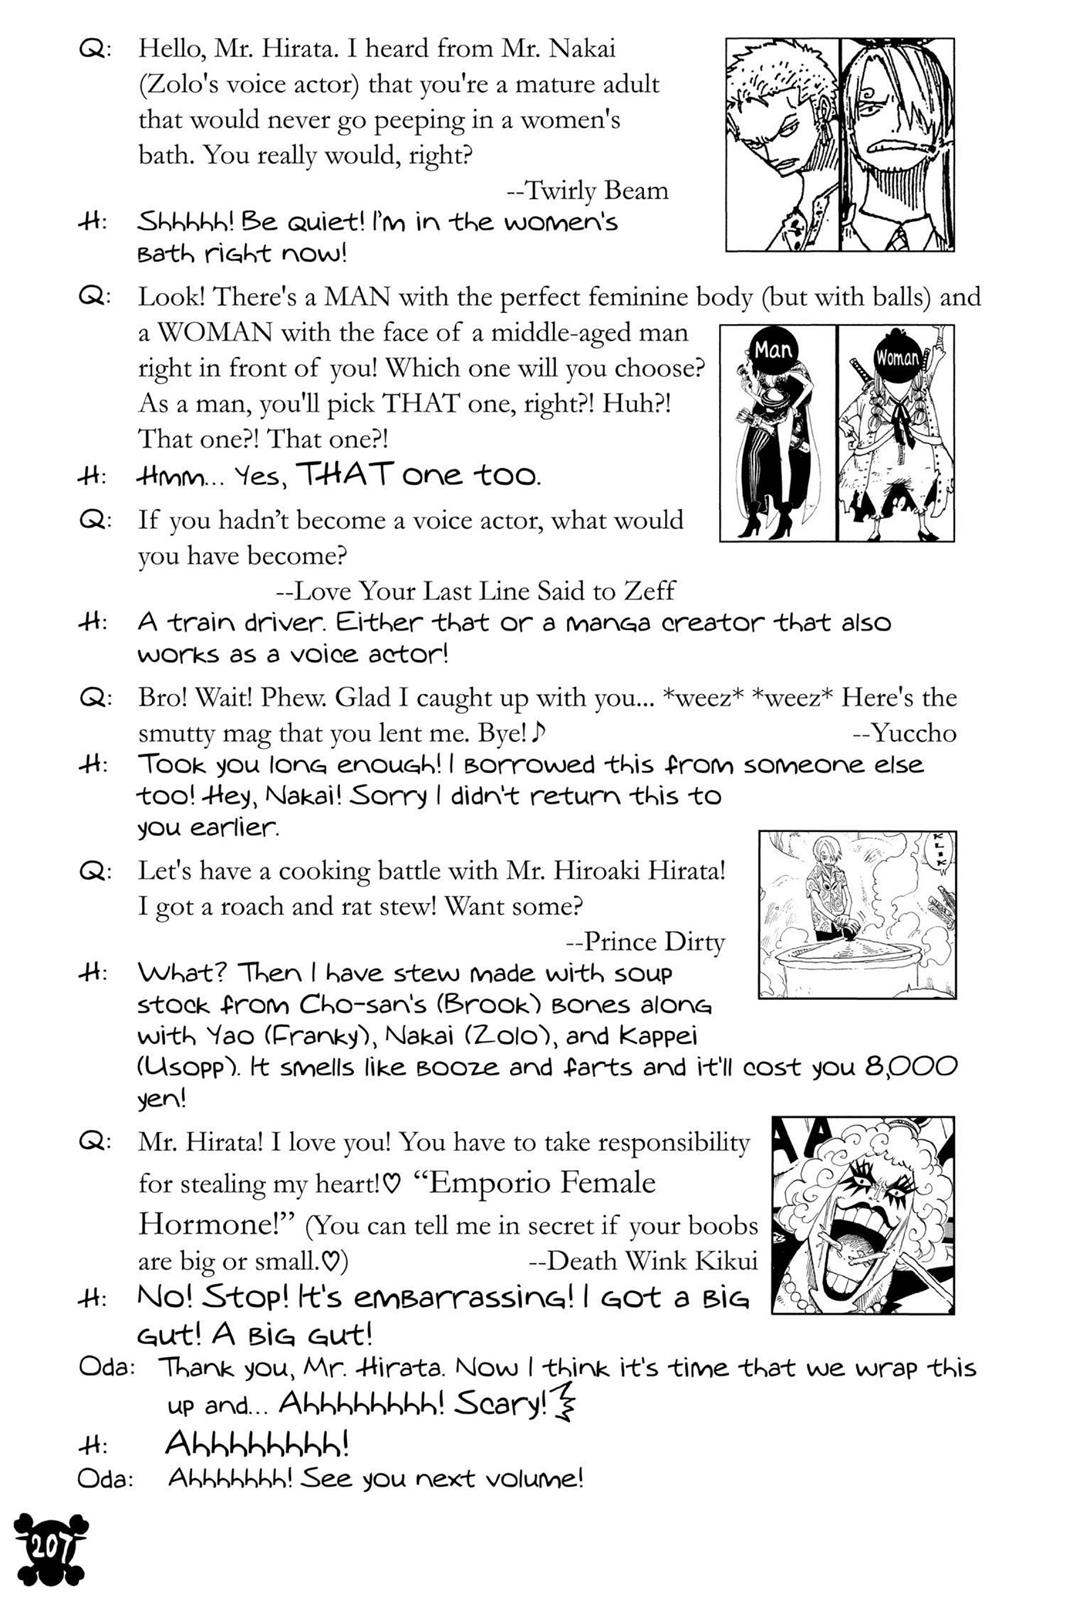 Q: Hello, Mr. Hirata. I heard from Mr. Nakai
(Zolo's voice actor) that you're a mature adult
that would never go peeping in a women's
bath. You really would, right?
--Twirly Beam
H: Shhhhh! Be quiet! I'm in the women's
bath right now!
Q: Look! There's a MAN with the perfect feminine body (but with balls) and
a WOMAN with the face of a middle-aged man
right in front of you! Which one will you choose?
As a man, you'll pick THAT one, right?! Huh?!
That one?! That one?!
Man
Woman
H: Hmm... Yes, THAT one too.
Q: If you hadn't become a voice actor, what would
you have become?
--Love Your Last Line Said to Zeff
H: A train driver. Either that or a manga creator that also
works as a voice actor!
Q: Bro! Wait! Phew. Glad I caught up with you... *weez* *weez* Here's the
smutty mag that you lent me. Bye!♪ --Yuccho
H: Took you long enough! I borrowed this from someone else
too! Hey, Nakai! Sorry I didn't return this to
you earlier.
Q: Let's have a cooking battle with Mr. Hiroaki Hirata!
I got a roach and rat stew! Want some?
--Prince Dirty
KLIK
H: What? Then I have stew made with soup
stock from Cho-san's (Brook) bones along
with Yao (Franky), Nakai (Zolo), and Kappei
(Usopp). It smells like booze and farts and it'll cost you 8,000
yen!
Q: Mr. Hirata! I love you! You have to take responsibility
for stealing my heart!♡ "Emporio Female
Hormone!" (You can tell me in secret if your boobs
are big or small.♡) --Death Wink Kikui
AA
H: No! Stop! It's embarrassing! I got a big
gut! A big gut!
Oda: Thank you, Mr. Hirata. Now I think it's time that we wrap this
up and... Ahhhhhhhh! Scary!
H: Ahhhhhhhh!
Oda: Ahhhhhhh! See you next volume!
207